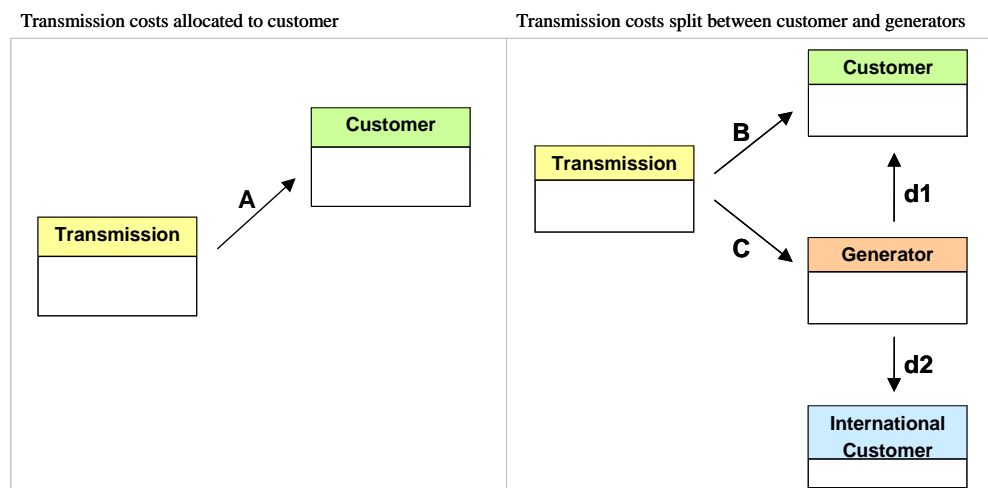 Transmission costs allocated to customer
Transmission costs split between customer and generators
Customer
A
Transmission
Customer
B
Transmission
d1
C
Generator
d2
International
Customer